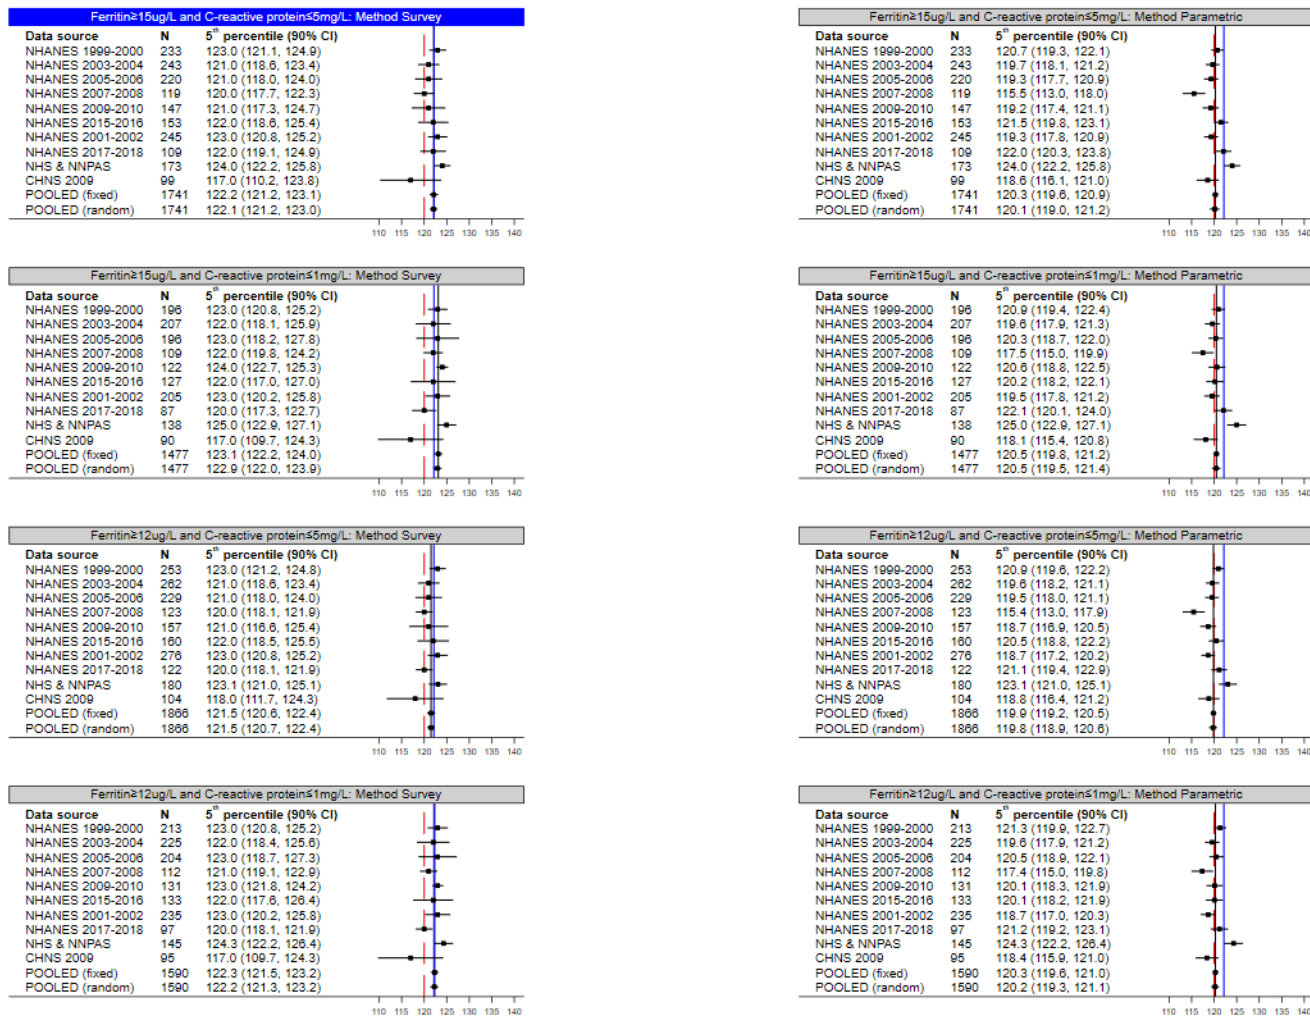 Ferritin≥15ug/L and C-reactive protein≤5mg/L: Method Survey
Data source N 5th percentile (90% CI)
NHANES 1999-2000 233 123.0 (121.1, 124.9)
NHANES 2003-2004 243 121.0 (118.6, 123.4)
NHANES 2005-2006 220 121.0 (118.0, 124.0)
NHANES 2007-2008 119 120.0 (117.7, 122.3)
NHANES 2009-2010 147 121.0 (117.3, 124.7)
NHANES 2015-2016 153 122.0 (118.6, 125.4)
NHANES 2001-2002 245 123.0 (120.8, 125.2)
NHANES 2017-2018 109 122.0 (119.1, 124.9)
NHS & NNPAS 173 124.0 (122.2, 125.8)
CHNS 2009 99 117.0 (110.2, 123.8)
POOLED (fixed) 1741 122.2 (121.2, 123.1)
POOLED (random) 1741 122.1 (121.2, 123.0)
110 115 120 125 130 135 140
Ferritin≥15ug/L and C-reactive protein≤5mg/L: Method Parametric
Data source N 5th percentile (90% CI)
NHANES 1999-2000 233 120.7 (119.3, 122.1)
NHANES 2003-2004 243 119.7 (118.1, 121.2)
NHANES 2005-2006 220 119.3 (117.7, 120.9)
NHANES 2007-2008 119 115.5 (113.0, 118.0)
NHANES 2009-2010 147 119.2 (117.4, 121.1)
NHANES 2015-2016 153 121.5 (119.8, 123.1)
NHANES 2001-2002 245 119.3 (117.8, 120.9)
NHANES 2017-2018 109 122.0 (120.3, 123.8)
NHS & NNPAS 173 124.0 (122.2, 125.8)
CHNS 2009 99 118.6 (116.1, 121.0)
POOLED (fixed) 1741 120.3 (119.6, 120.9)
POOLED (random) 1741 120.1 (119.0, 121.2)
110 115 120 125 130 135 140
Ferritin≥15ug/L and C-reactive protein≤1mg/L: Method Survey
Data source N 5th percentile (90% CI)
NHANES 1999-2000 196 123.0 (120.8, 125.2)
NHANES 2003-2004 207 122.0 (118.1, 125.9)
NHANES 2005-2006 196 123.0 (118.2, 127.8)
NHANES 2007-2008 109 122.0 (119.8, 124.2)
NHANES 2009-2010 122 124.0 (122.7, 125.3)
NHANES 2015-2016 127 122.0 (117.0, 127.0)
NHANES 2001-2002 205 123.0 (120.2, 125.8)
NHANES 2017-2018 87 120.0 (117.3, 122.7)
NHS & NNPAS 138 125.0 (122.9, 127.1)
CHNS 2009 90 117.0 (109.7, 124.3)
POOLED (fixed) 1477 123.1 (122.2, 124.0)
POOLED (random) 1477 122.9 (122.0, 123.9)
110 115 120 125 130 135 140
Ferritin≥15ug/L and C-reactive protein≤1mg/L: Method Parametric
Data source N 5th percentile (90% CI)
NHANES 1999-2000 196 120.9 (119.4, 122.4)
NHANES 2003-2004 207 119.6 (117.9, 121.3)
NHANES 2005-2006 196 120.3 (118.7, 122.0)
NHANES 2007-2008 109 117.5 (115.0, 119.9)
NHANES 2009-2010 122 120.6 (118.8, 122.5)
NHANES 2015-2016 127 120.2 (118.2, 122.1)
NHANES 2001-2002 205 119.5 (117.8, 121.2)
NHANES 2017-2018 87 122.1 (120.1, 124.0)
NHS & NNPAS 138 125.0 (122.9, 127.1)
CHNS 2009 90 118.1 (115.4, 120.8)
POOLED (fixed) 1477 120.5 (119.8, 121.2)
POOLED (random) 1477 120.5 (119.5, 121.4)
110 115 120 125 130 135 140
Ferritin≥12ug/L and C-reactive protein≤5mg/L: Method Survey
Data source N 5th percentile (90% CI)
NHANES 1999-2000 253 123.0 (121.2, 124.8)
NHANES 2003-2004 262 121.0 (118.6, 123.4)
NHANES 2005-2006 229 121.0 (118.0, 124.0)
NHANES 2007-2008 123 120.0 (118.1, 121.9)
NHANES 2009-2010 157 121.0 (116.6, 125.4)
NHANES 2015-2016 160 122.0 (118.5, 125.5)
NHANES 2001-2002 276 123.0 (120.8, 125.2)
NHANES 2017-2018 122 120.0 (118.1, 121.9)
NHS & NNPAS 180 123.1 (121.0, 125.1)
CHNS 2009 104 118.0 (111.7, 124.3)
POOLED (fixed) 1866 121.5 (120.6, 122.4)
POOLED (random) 1866 121.5 (120.7, 122.4)
110 115 120 125 130 135 140
Ferritin≥12ug/L and C-reactive protein≤5mg/L: Method Parametric
Data source N 5th percentile (90% CI)
NHANES 1999-2000 253 120.9 (119.6, 122.2)
NHANES 2003-2004 262 119.6 (118.2, 121.1)
NHANES 2005-2006 229 119.5 (118.0, 121.1)
NHANES 2007-2008 123 115.4 (113.0, 117.9)
NHANES 2009-2010 157 118.7 (116.9, 120.5)
NHANES 2015-2016 160 120.5 (118.8, 122.2)
NHANES 2001-2002 276 118.7 (117.2, 120.2)
NHANES 2017-2018 122 121.1 (119.4, 122.9)
NHS & NNPAS 180 123.1 (121.0, 125.1)
CHNS 2009 104 118.8 (116.4, 121.2)
POOLED (fixed) 1866 119.9 (119.2, 120.5)
POOLED (random) 1866 119.8 (118.9, 120.6)
110 115 120 125 130 135 140
Ferritin≥12ug/L and C-reactive protein≤1mg/L: Method Survey
Data source N 5th percentile (90% CI)
NHANES 1999-2000 213 123.0 (120.8, 125.2)
NHANES 2003-2004 225 122.0 (118.4, 125.6)
NHANES 2005-2006 204 123.0 (118.7, 127.3)
NHANES 2007-2008 112 121.0 (119.1, 122.9)
NHANES 2009-2010 131 123.0 (121.8, 124.2)
NHANES 2015-2016 133 122.0 (117.6, 126.4)
NHANES 2001-2002 235 123.0 (120.2, 125.8)
NHANES 2017-2018 97 120.0 (118.1, 121.9)
NHS & NNPAS 145 124.3 (122.2, 126.4)
CHNS 2009 95 117.0 (109.7, 124.3)
POOLED (fixed) 1590 122.3 (121.5, 123.2)
POOLED (random) 1590 122.2 (121.3, 123.2)
110 115 120 125 130 135 140
Ferritin≥12ug/L and C-reactive protein≤1mg/L: Method Parametric
Data source N 5th percentile (90% CI)
NHANES 1999-2000 213 121.3 (119.9, 122.7)
NHANES 2003-2004 225 119.6 (117.9, 121.2)
NHANES 2005-2006 204 120.5 (118.9, 122.1)
NHANES 2007-2008 112 117.4 (115.0, 119.8)
NHANES 2009-2010 131 120.1 (118.3, 121.9)
NHANES 2015-2016 133 120.1 (118.2, 121.9)
NHANES 2001-2002 235 118.7 (117.0, 120.3)
NHANES 2017-2018 97 121.2 (119.2, 123.1)
NHS & NNPAS 145 124.3 (122.2, 126.4)
CHNS 2009 95 118.4 (115.9, 121.0)
POOLED (fixed) 1590 120.3 (119.6, 121.0)
POOLED (random) 1590 120.2 (119.3, 121.1)
110 115 120 125 130 135 140